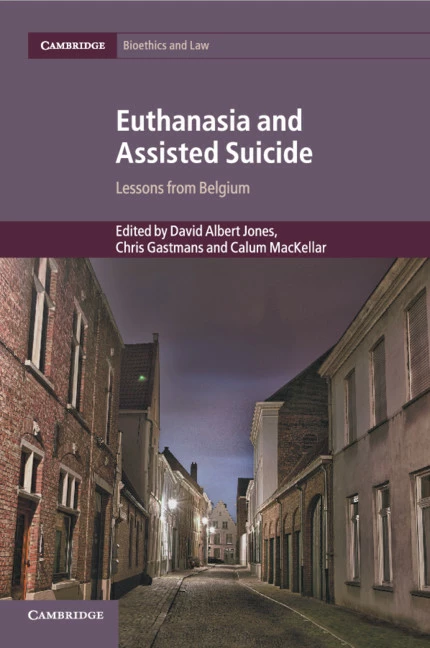 CAMBRIDGE Bioethics and Law
Euthanasia and
Assisted Suicide
Lessons from Belgium
Edited by David Albert Jones,
Chris Gastmans and Calum MacKellar
CAMBRIDGE